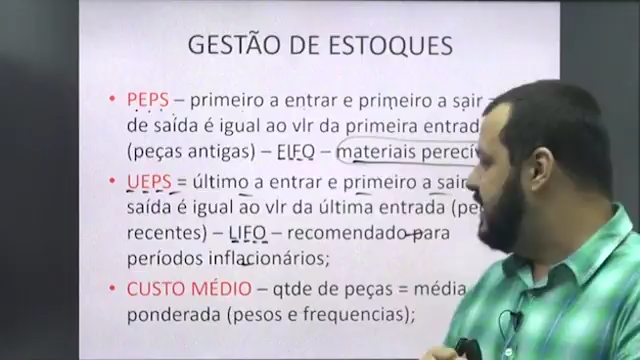 GESTÃO DE ESTOQUES
• PEPS – primeiro a entrar e primeiro a sair –
de saída é igual ao vlr da primeira entrad
(peças antigas) – FIFO – materiais perecív
• UEPS = último a entrar e primeiro a sair
saída é igual ao vlr da última entrada (pe
recentes) – LIFO – recomendado para
períodos inflacionários;
• CUSTO MÉDIO – qtde de peças = média
ponderada (pesos e frequencias);